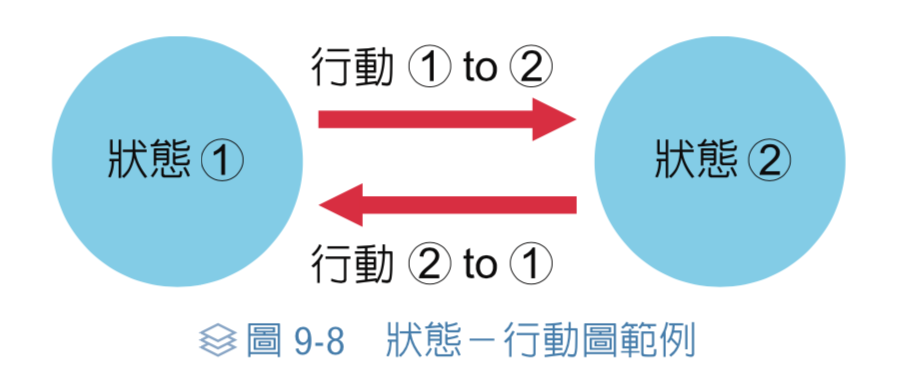 行動 ① to ②
狀態 ①
狀態 ②
行動 ② to ①
圖 9-8 狀態－行動圖範例